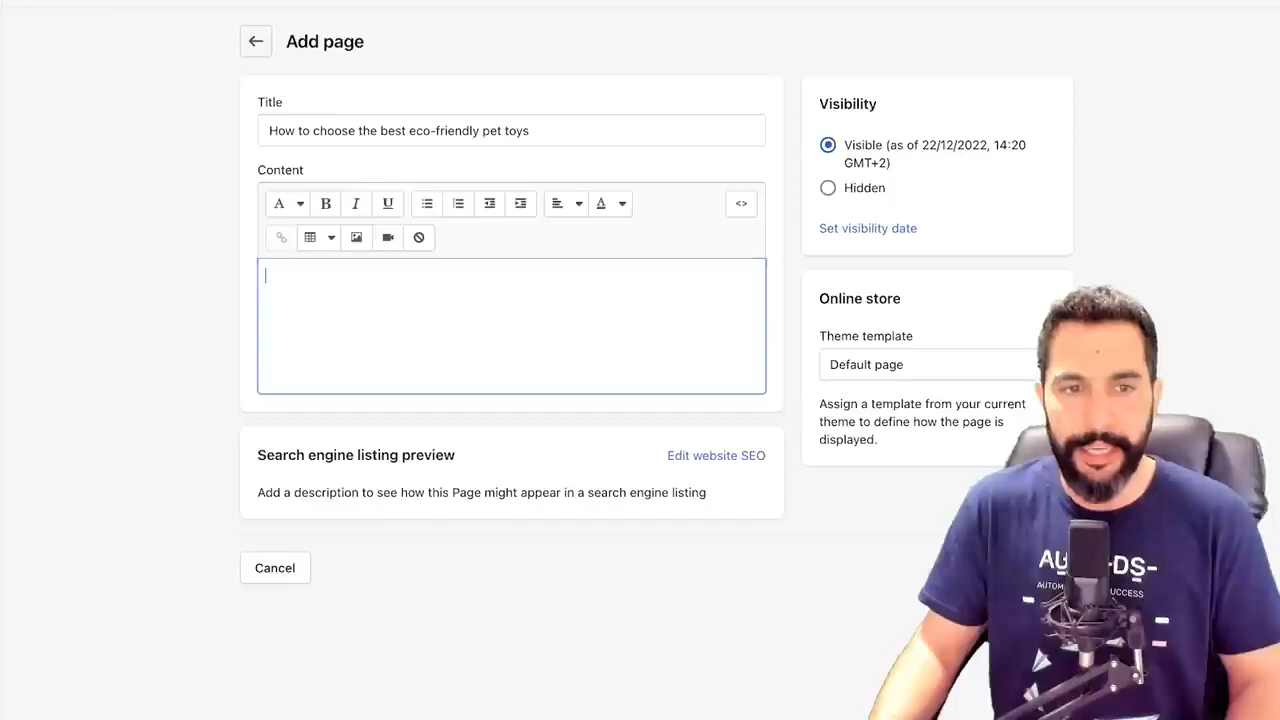 Add page
Title
How to choose the best eco-friendly pet toys
Content
A
B
I
U
A
<>
Search engine listing preview
Edit website SEO
Add a description to see how this Page might appear in a search engine listing
Cancel
Visibility
Visible (as of 22/12/2022, 14:20
GMT+2)
Hidden
Set visibility date
Online store
Theme template
Default page
Assign a template from your current
theme to define how the page is
displayed.